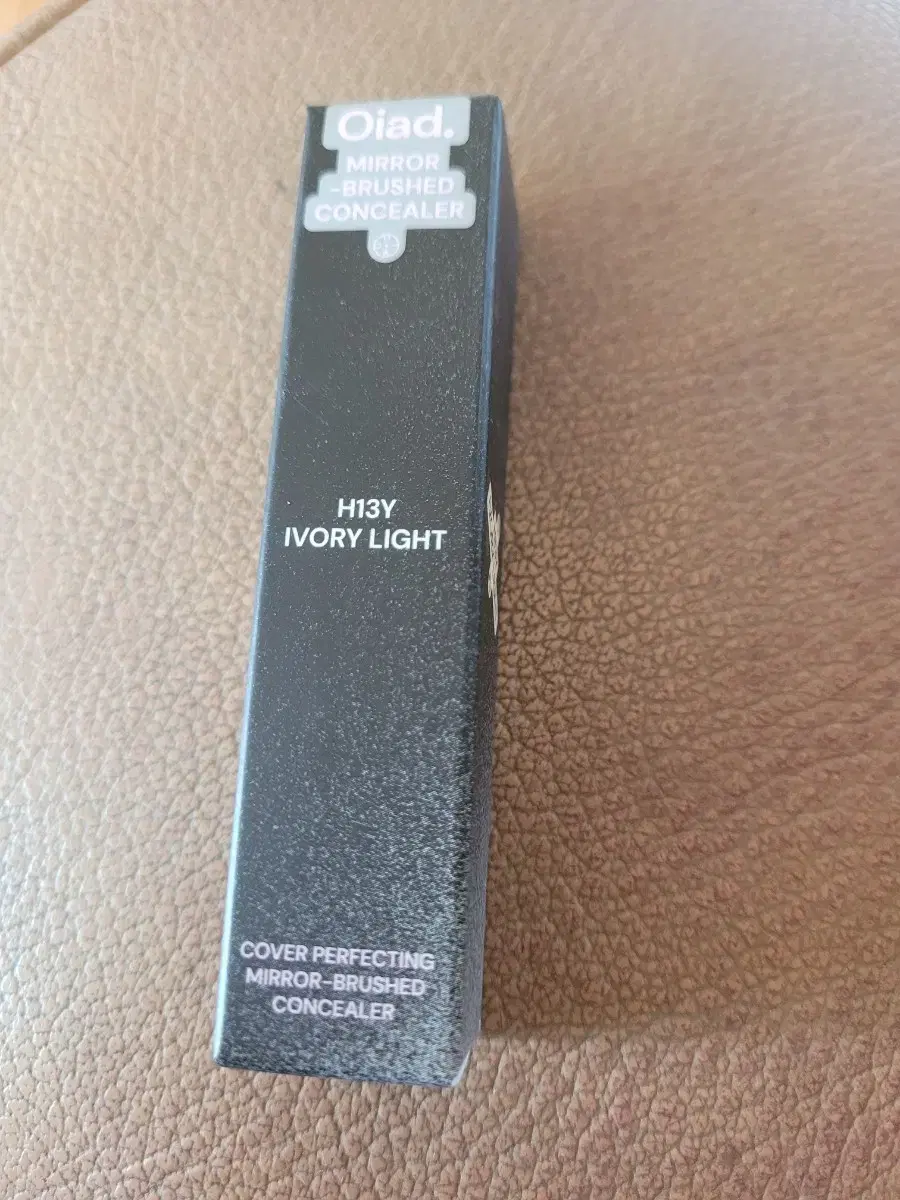 Oiad.
MIRROR
-BRUSHED
CONCEALER
H13Y
IVORY LIGHT
COVER PERFECTING
MIRROR-BRUSHED
CONCEALER